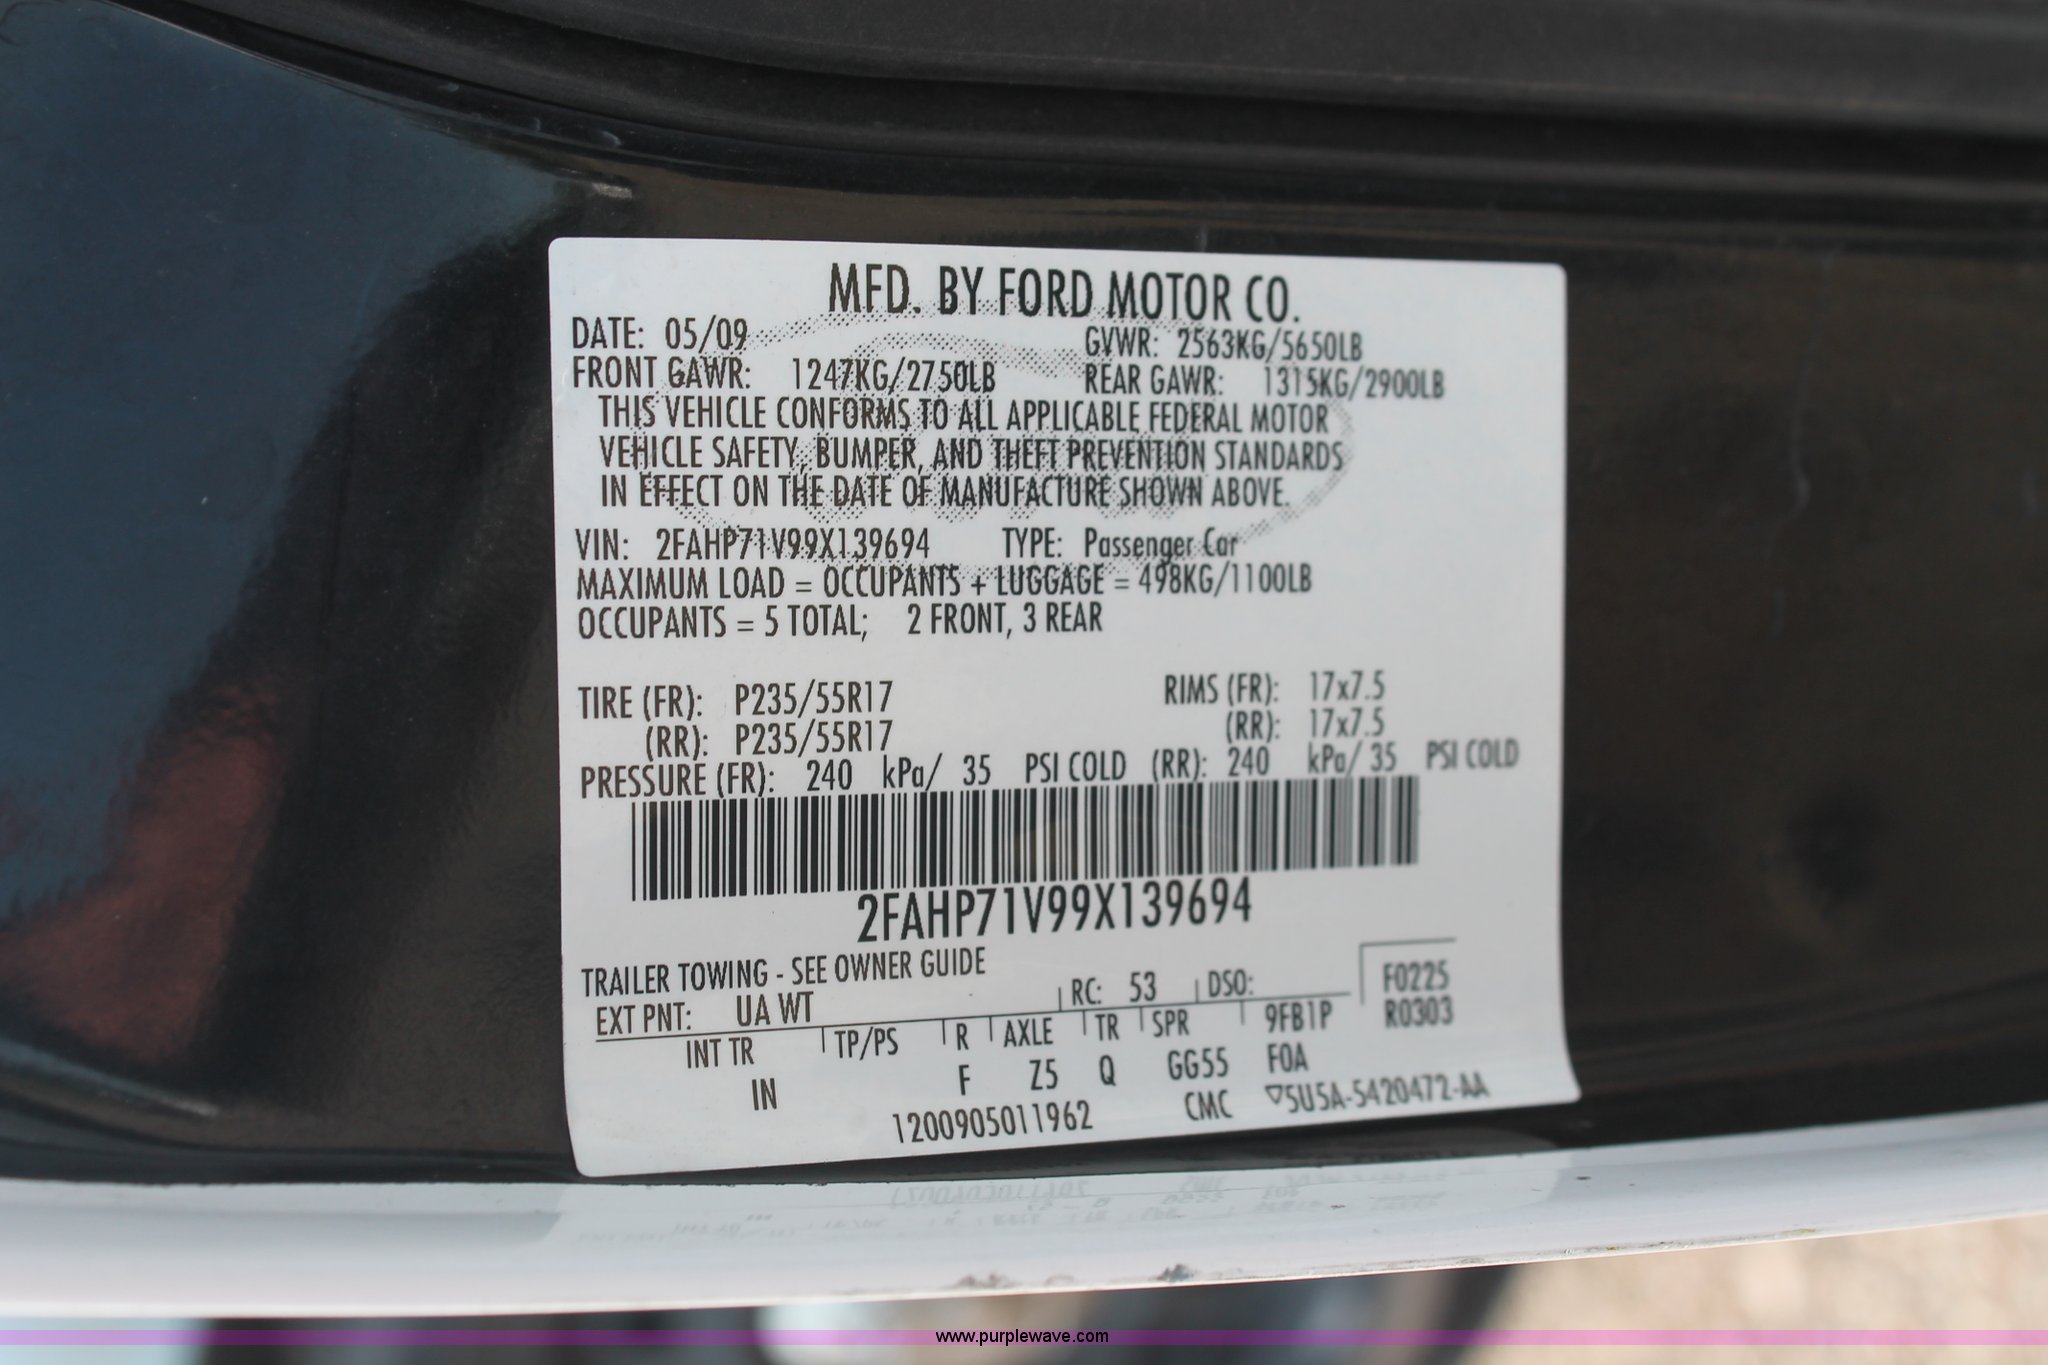 MFD. BY FORD MOTOR CO.
DATE: 05/09 GVWR: 2563KG/5650LB
FRONT GAWR: 1247KG/2750LB REAR GAWR: 1315KG/2900LB
THIS VEHICLE CONFORMS TO ALL APPLICABLE FEDERAL MOTOR
VEHICLE SAFETY, BUMPER, AND THEFT PREVENTION STANDARDS
IN EFFECT ON THE DATE OF MANUFACTURE SHOWN ABOVE.
VIN: 2FAHP71V99X139694 TYPE: Passenger Car
MAXIMUM LOAD = OCCUPANTS + LUGGAGE = 498KG/1100LB
OCCUPANTS = 5 TOTAL; 2 FRONT, 3 REAR
TIRE (FR): P235/55R17 RIMS (FR): 17x7.5
(RR): P235/55R17 (RR): 17x7.5
PRESSURE (FR): 240 kPa/ 35 PSI COLD (RR): 240 kPa/ 35 PSI COLD
2FAHP71V99X139694
TRAILER TOWING - SEE OWNER GUIDE
EXT PNT: UA WT RC: 53 DSO: F0225
INT TR TP/PS R AXLE TR SPR 9FB1P R0303
IN F Z5 Q GG55 FOA
1200905011962 CMC ▽5U5A-5420472-AA
www.purplewave.com